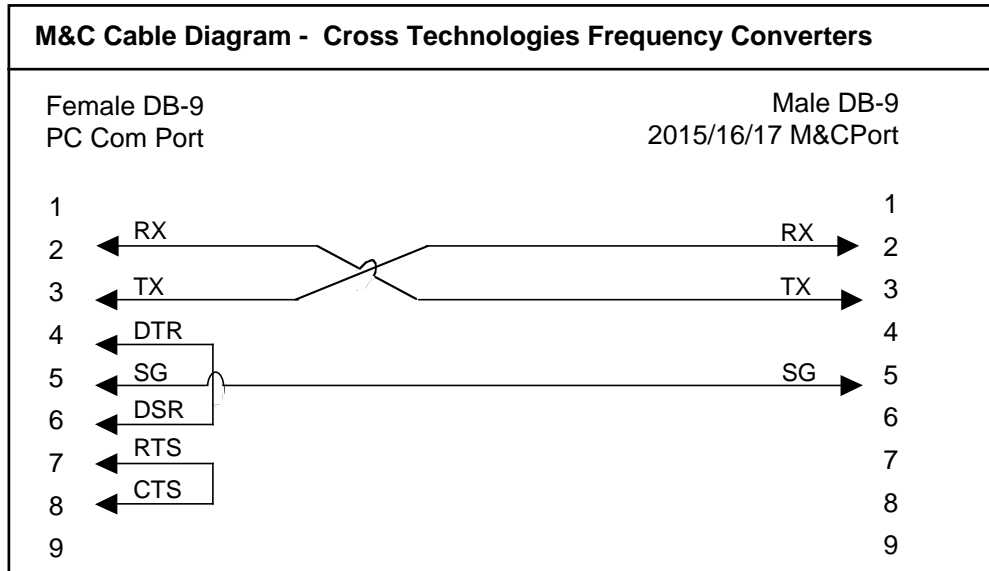 M&C Cable Diagram - Cross Technologies Frequency Converters
Female DB-9
PC Com Port
Male DB-9
2015/16/17 M&CPort
1 1
2 RX RX 2
3 TX TX 3
4 DTR 4
5 SG SG 5
6 DSR 6
7 RTS 7
8 CTS 8
9 9